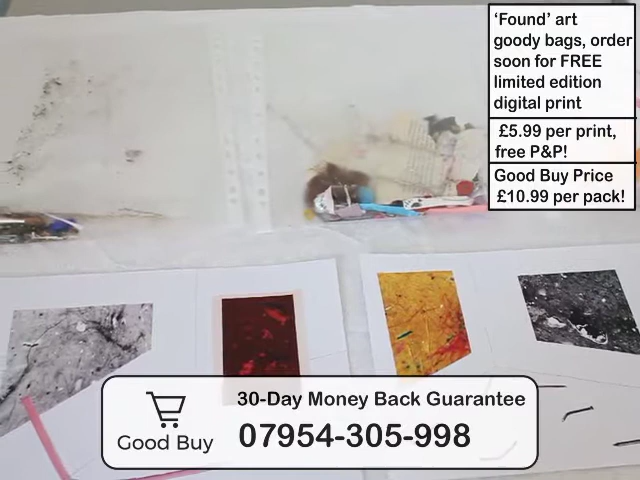 ‘Found’ art
goody bags, order
soon for FREE
limited edition
digital print
£5.99 per print,
free P&P!
Good Buy Price
£10.99 per pack!
30-Day Money Back Guarantee
Good Buy
07954-305-998